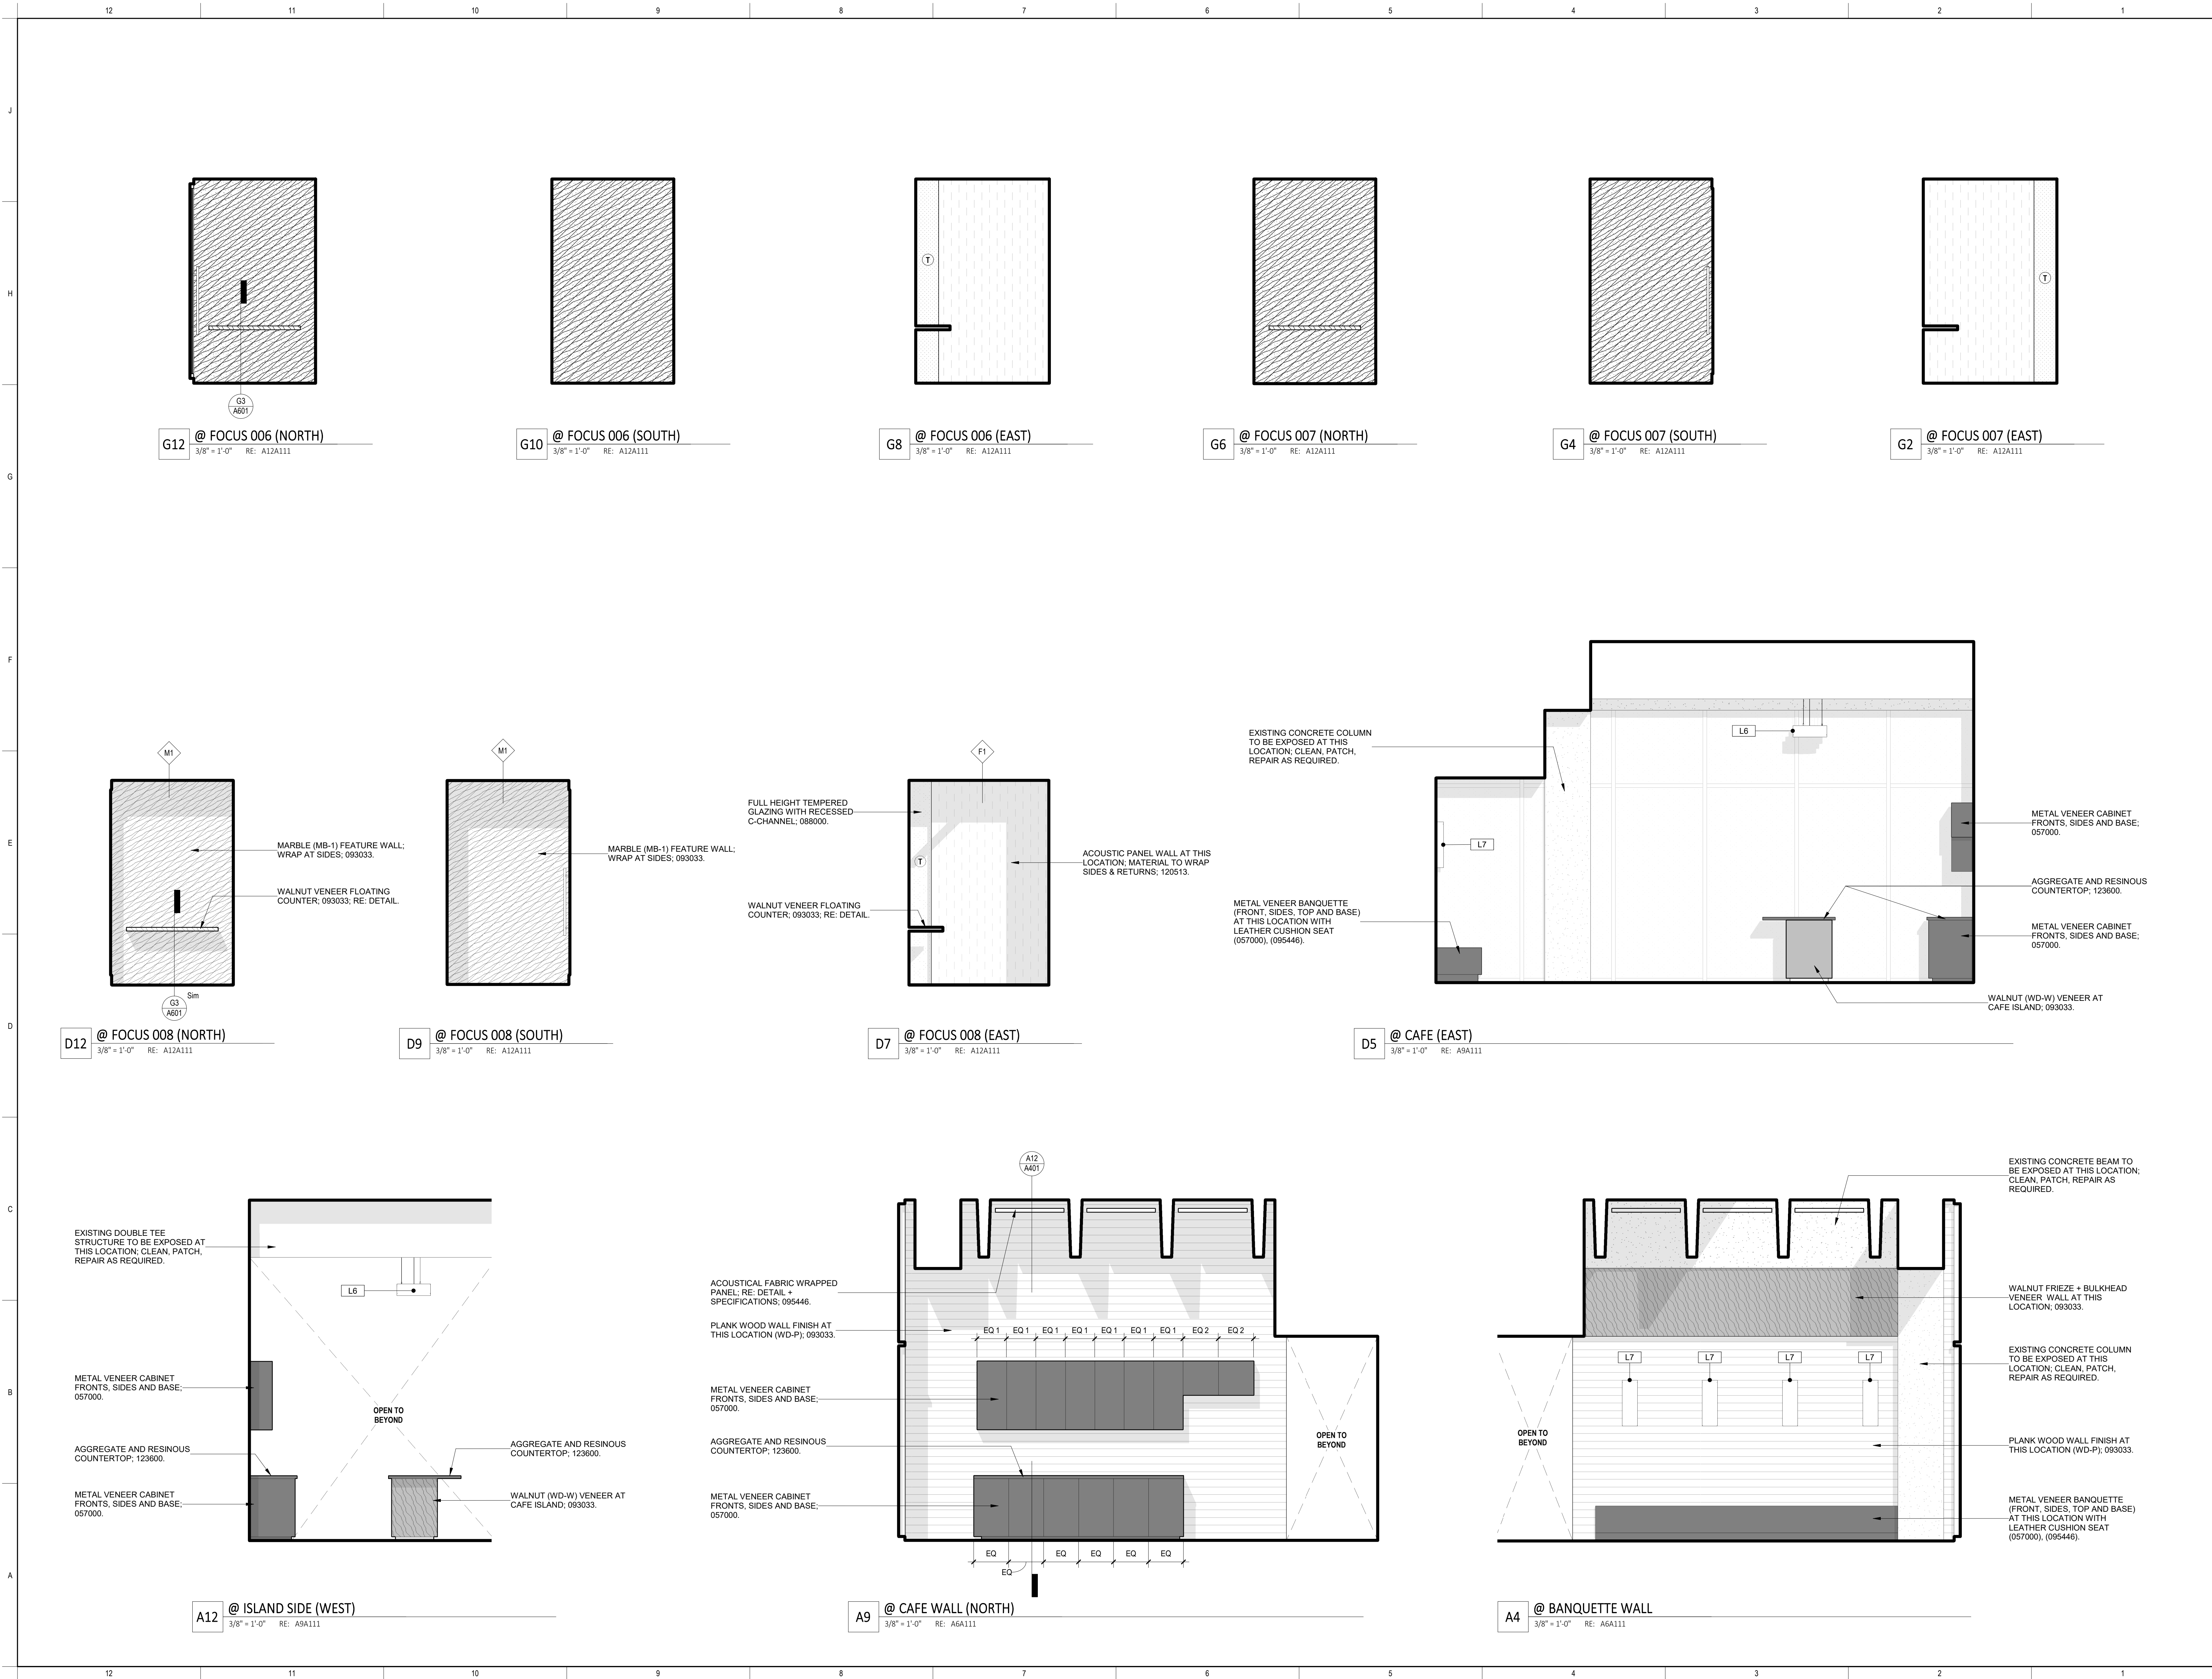 12 11 10 9 8 7 6 5 4 3 2 1
J
H
G
F
E
D
C
B
A
G3
A601
G12
@ FOCUS 006 (NORTH)
3/8" = 1'-0" RE: A12A111
G10
@ FOCUS 006 (SOUTH)
3/8" = 1'-0" RE: A12A111
T
G8
@ FOCUS 006 (EAST)
3/8" = 1'-0" RE: A12A111
G6
@ FOCUS 007 (NORTH)
3/8" = 1'-0" RE: A12A111
G4
@ FOCUS 007 (SOUTH)
3/8" = 1'-0" RE: A12A111
T
G2
@ FOCUS 007 (EAST)
3/8" = 1'-0" RE: A12A111
M1
MARBLE (MB-1) FEATURE WALL;
WRAP AT SIDES; 093033.
WALNUT VENEER FLOATING
COUNTER; 093033; RE: DETAIL.
Sim
G3
A601
D12
@ FOCUS 008 (NORTH)
3/8" = 1'-0" RE: A12A111
M1
MARBLE (MB-1) FEATURE WALL;
WRAP AT SIDES; 093033.
D9
@ FOCUS 008 (SOUTH)
3/8" = 1'-0" RE: A12A111
F1
FULL HEIGHT TEMPERED
GLAZING WITH RECESSED
C-CHANNEL; 088000.
T
ACOUSTIC PANEL WALL AT THIS
LOCATION; MATERIAL TO WRAP
SIDES & RETURNS; 120513.
WALNUT VENEER FLOATING
COUNTER; 093033; RE: DETAIL.
D7
@ FOCUS 008 (EAST)
3/8" = 1'-0" RE: A12A111
EXISTING CONCRETE COLUMN
TO BE EXPOSED AT THIS
LOCATION; CLEAN, PATCH,
REPAIR AS REQUIRED.
L6
L7
METAL VENEER BANQUETTE
(FRONT, SIDES, TOP AND BASE)
AT THIS LOCATION WITH
LEATHER CUSHION SEAT
(057000), (095446).
METAL VENEER CABINET
FRONTS, SIDES AND BASE;
057000.
AGGREGATE AND RESINOUS
COUNTERTOP; 123600.
METAL VENEER CABINET
FRONTS, SIDES AND BASE;
057000.
WALNUT (WD-W) VENEER AT
CAFE ISLAND; 093033.
D5
@ CAFE (EAST)
3/8" = 1'-0" RE: A9A111
EXISTING DOUBLE TEE
STRUCTURE TO BE EXPOSED AT
THIS LOCATION; CLEAN, PATCH,
REPAIR AS REQUIRED.
L6
METAL VENEER CABINET
FRONTS, SIDES AND BASE;
057000.
OPEN TO
BEYOND
AGGREGATE AND RESINOUS
COUNTERTOP; 123600.
METAL VENEER CABINET
FRONTS, SIDES AND BASE;
057000.
AGGREGATE AND RESINOUS
COUNTERTOP; 123600.
WALNUT (WD-W) VENEER AT
CAFE ISLAND; 093033.
A12
@ ISLAND SIDE (WEST)
3/8" = 1'-0" RE: A9A111
A12
A401
ACOUSTICAL FABRIC WRAPPED
PANEL; RE: DETAIL +
SPECIFICATIONS; 095446.
PLANK WOOD WALL FINISH AT
THIS LOCATION (WD-P); 093033.
EQ 1 EQ 1 EQ 1 EQ 1 EQ 1 EQ 1 EQ 1 EQ 2 EQ 2
METAL VENEER CABINET
FRONTS, SIDES AND BASE;
057000.
AGGREGATE AND RESINOUS
COUNTERTOP; 123600.
METAL VENEER CABINET
FRONTS, SIDES AND BASE;
057000.
OPEN TO
BEYOND
EQ EQ EQ EQ EQ
EQ
A9
@ CAFE WALL (NORTH)
3/8" = 1'-0" RE: A6A111
EXISTING CONCRETE BEAM TO
BE EXPOSED AT THIS LOCATION;
CLEAN, PATCH, REPAIR AS
REQUIRED.
WALNUT FRIEZE + BULKHEAD
VENEER WALL AT THIS
LOCATION; 093033.
L7 L7 L7 L7
EXISTING CONCRETE COLUMN
TO BE EXPOSED AT THIS
LOCATION; CLEAN, PATCH,
REPAIR AS REQUIRED.
OPEN TO
BEYOND
PLANK WOOD WALL FINISH AT
THIS LOCATION (WD-P); 093033.
METAL VENEER BANQUETTE
(FRONT, SIDES, TOP AND BASE)
AT THIS LOCATION WITH
LEATHER CUSHION SEAT
(057000), (095446).
A4
@ BANQUETTE WALL
3/8" = 1'-0" RE: A6A111
12 11 10 9 8 7 6 5 4 3 2 1